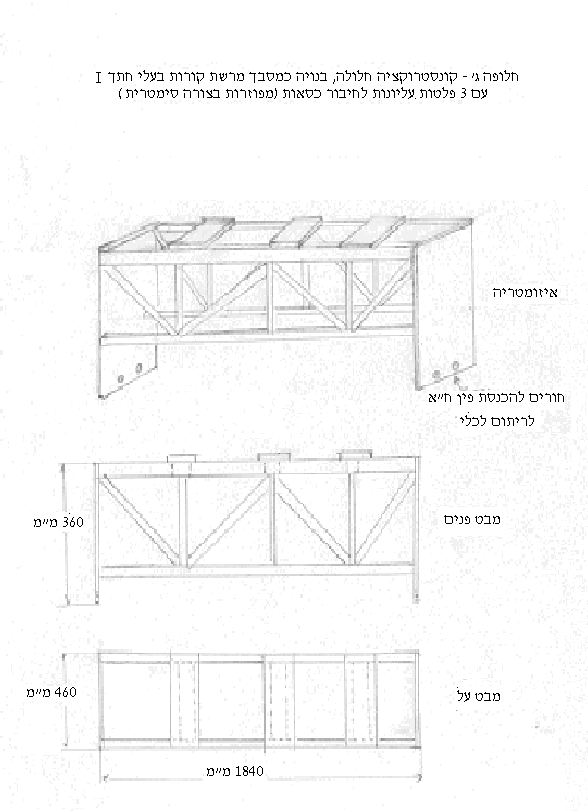 חלופה ג׳ - קונסטרוקציה חלולה, בנויה כמסבך מרשת קורות בעלי חתך I
עם 3 פלטות עליונות לחיבור כסאות (מפוזרות בצורה סימטרית)
איזומטריה
חורים להכנסת פין ח״א
לריתום לכלי
360 מ״מ
מבט פנים
460 מ״מ
מבט על
1840 מ״מ